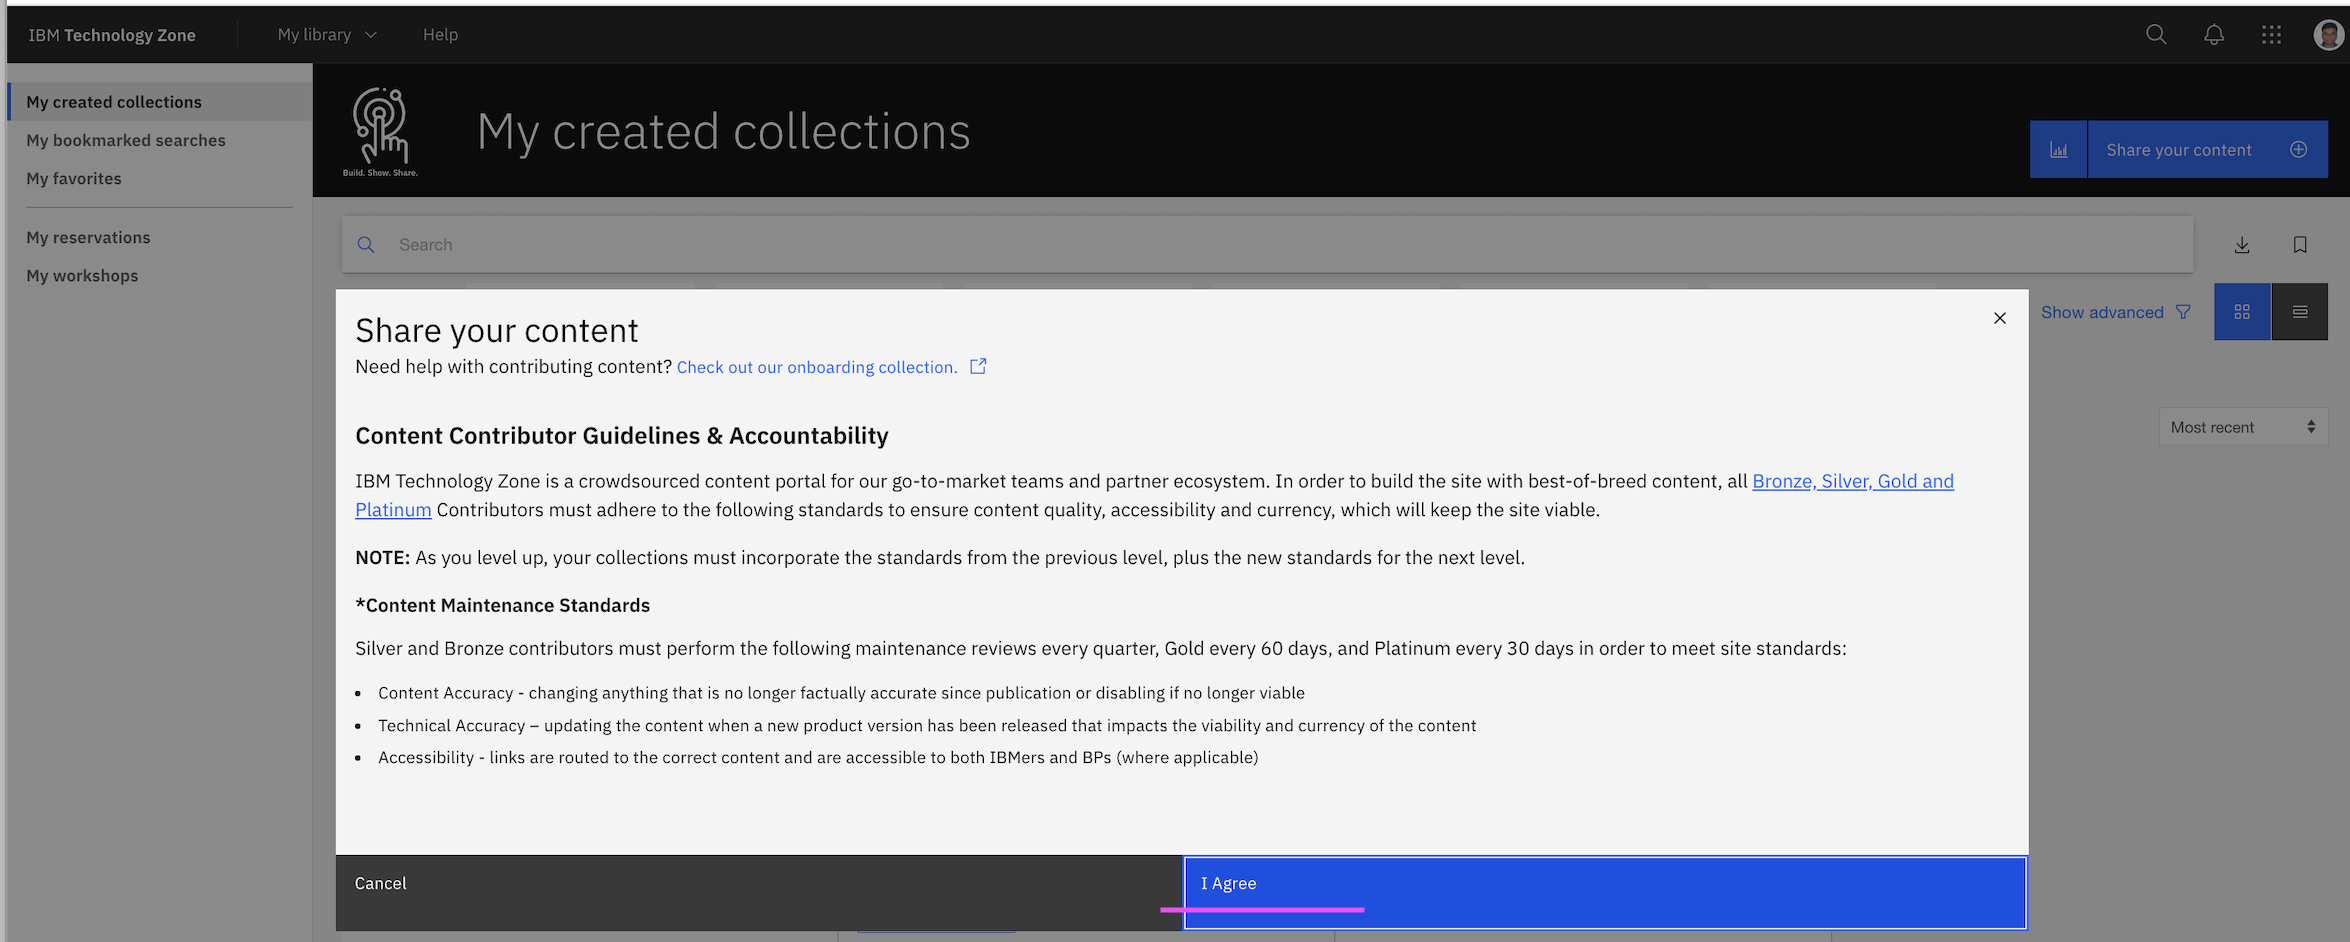 IBM Technology Zone
My library
Help
My created collections
My bookmarked searches
My favorites
My reservations
My workshops
Build. Show. Share.
My created collections
Share your content
Search
Show advanced
Most recent
Share your content
Need help with contributing content? Check out our onboarding collection.
Content Contributor Guidelines & Accountability
IBM Technology Zone is a crowdsourced content portal for our go-to-market teams and partner ecosystem. In order to build the site with best-of-breed content, all Bronze, Silver, Gold and
Platinum Contributors must adhere to the following standards to ensure content quality, accessibility and currency, which will keep the site viable.
NOTE: As you level up, your collections must incorporate the standards from the previous level, plus the new standards for the next level.
*Content Maintenance Standards
Silver and Bronze contributors must perform the following maintenance reviews every quarter, Gold every 60 days, and Platinum every 30 days in order to meet site standards:
• Content Accuracy - changing anything that is no longer factually accurate since publication or disabling if no longer viable
• Technical Accuracy – updating the content when a new product version has been released that impacts the viability and currency of the content
• Accessibility - links are routed to the correct content and are accessible to both IBMers and BPs (where applicable)
Cancel
I Agree